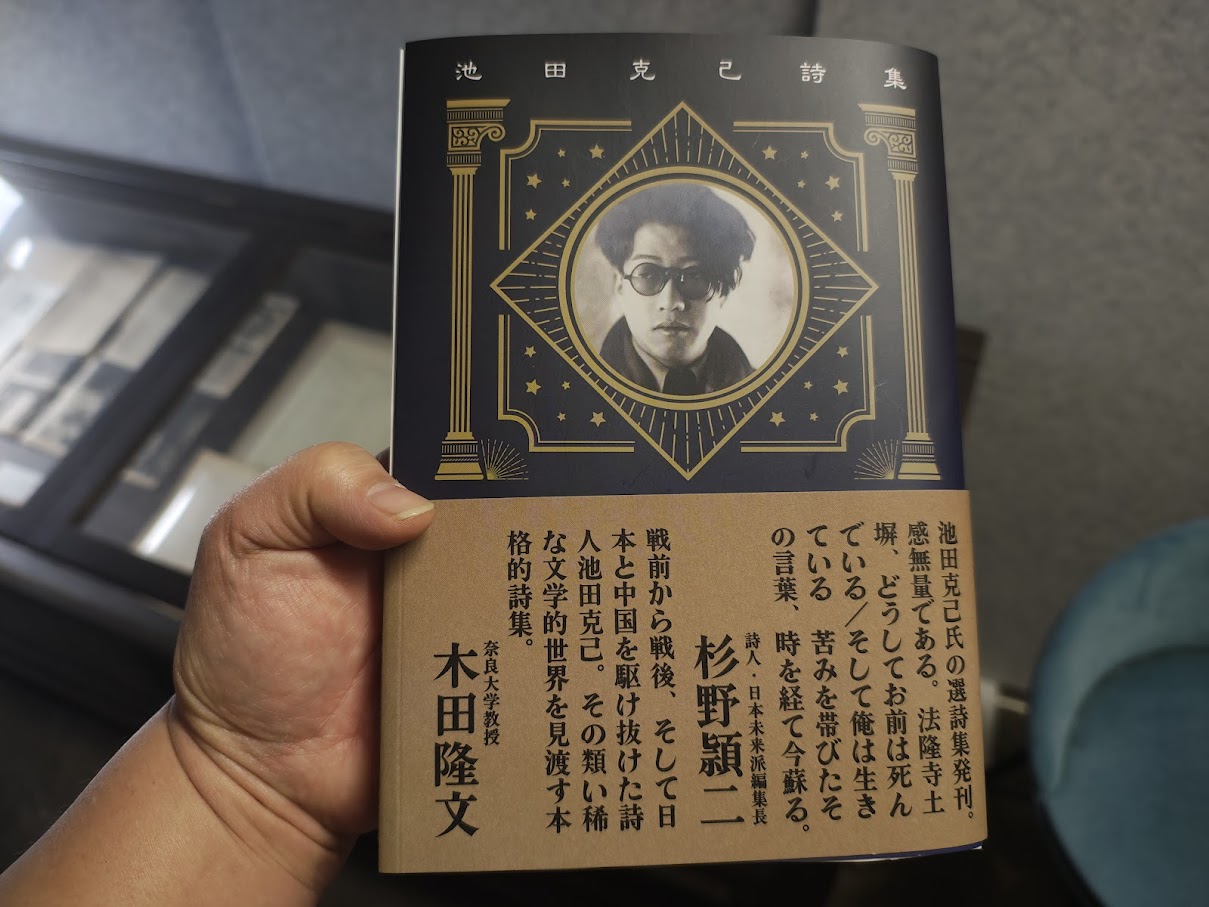 池田克己詩集
池田克己氏の選詩集発刊。
感無量である。法隆寺土
塀、どうしてお前は死ん
でいる／そして俺は生き
ている　苦みを帯びたそ
の言葉、時を経て今蘇る。
詩人・日本未来派編集長
杉野穎二
戦前から戦後、そして日
本と中国を駆け抜けた詩
人池田克己。その類い稀
な文学的世界を見渡す本
格的詩集。
奈良大学教授
木田隆文